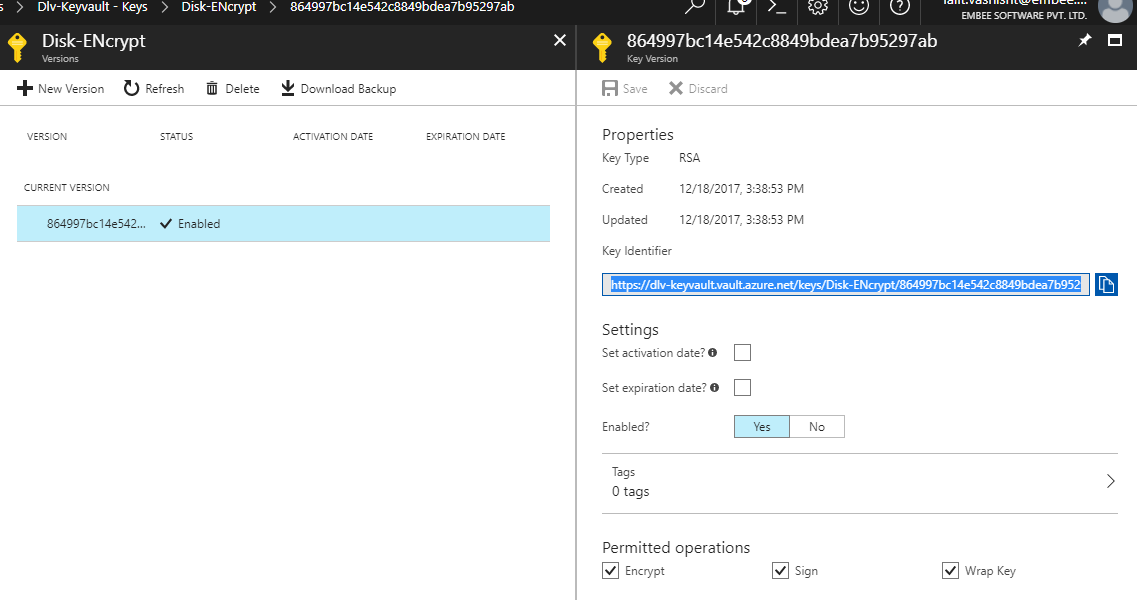 s > Dlv-Keyvault - Keys > Disk-ENcrypt > 864997bc14e542c8849bdea7b95297ab
EMBEE SOFTWARE PVT. LTD.
Disk-ENcrypt
Versions
New Version Refresh Delete Download Backup
VERSION STATUS ACTIVATION DATE EXPIRATION DATE
CURRENT VERSION
864997bc14e542... Enabled
864997bc14e542c8849bdea7b95297ab
Key Version
Save Discard
Properties
Key Type RSA
Created 12/18/2017, 3:38:53 PM
Updated 12/18/2017, 3:38:53 PM
Key Identifier
https://dlv-keyvault.vault.azure.net/keys/Disk-ENcrypt/864997bc14e542c8849bdea7b952
Settings
Set activation date?
Set expiration date?
Enabled? Yes No
Tags
0 tags
Permitted operations
Encrypt Sign Wrap Key